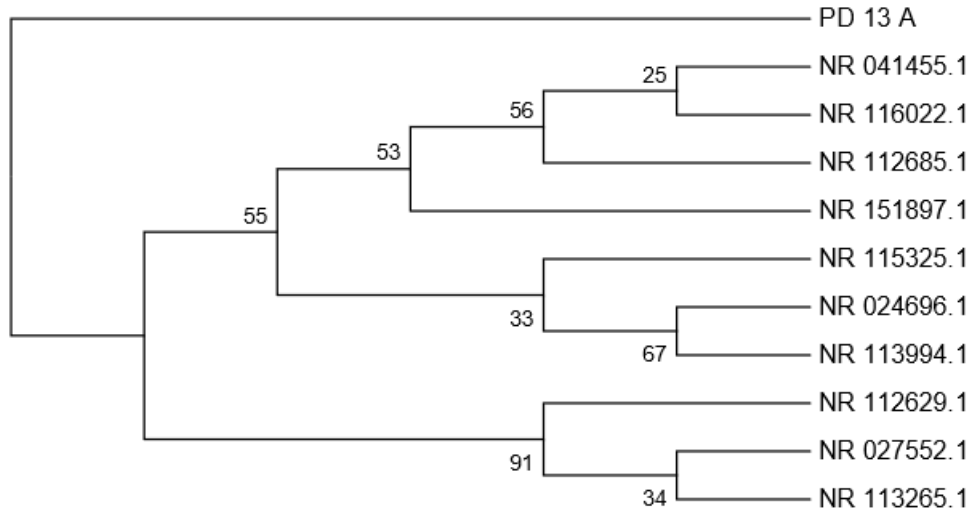 PD 13 A
NR 041455.1
25
NR 116022.1
56
NR 112685.1
53
NR 151897.1
55
NR 115325.1
33
NR 024696.1
67
NR 113994.1
NR 112629.1
91
NR 027552.1
34
NR 113265.1